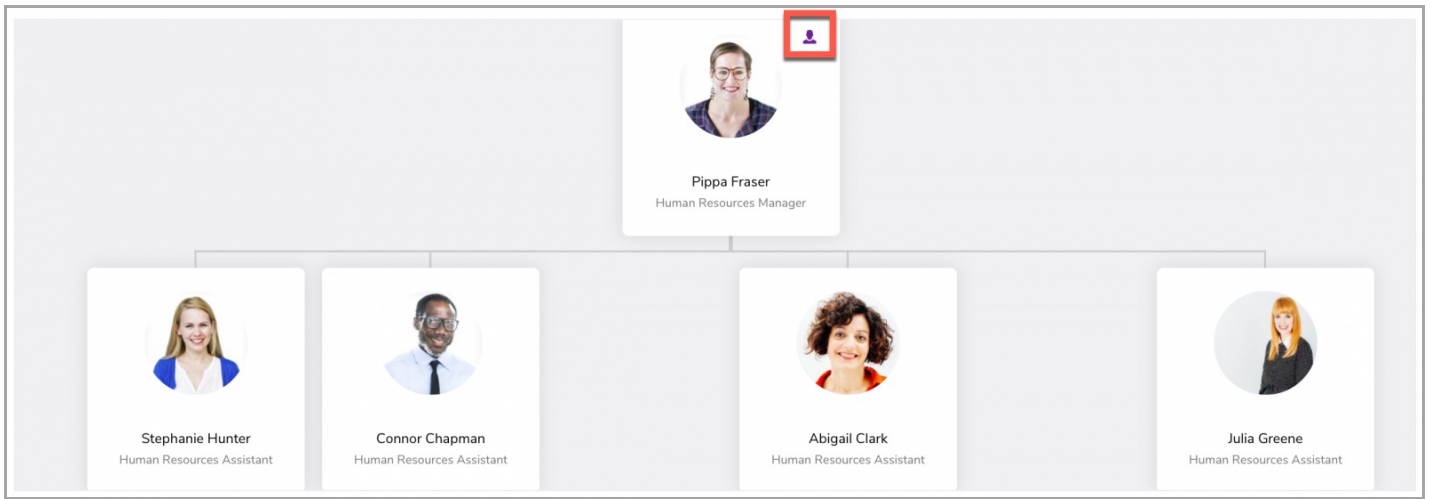 Pippa Fraser
Human Resources Manager
Stephanie Hunter
Human Resources Assistant
Connor Chapman
Human Resources Assistant
Abigail Clark
Human Resources Assistant
Julia Greene
Human Resources Assistant